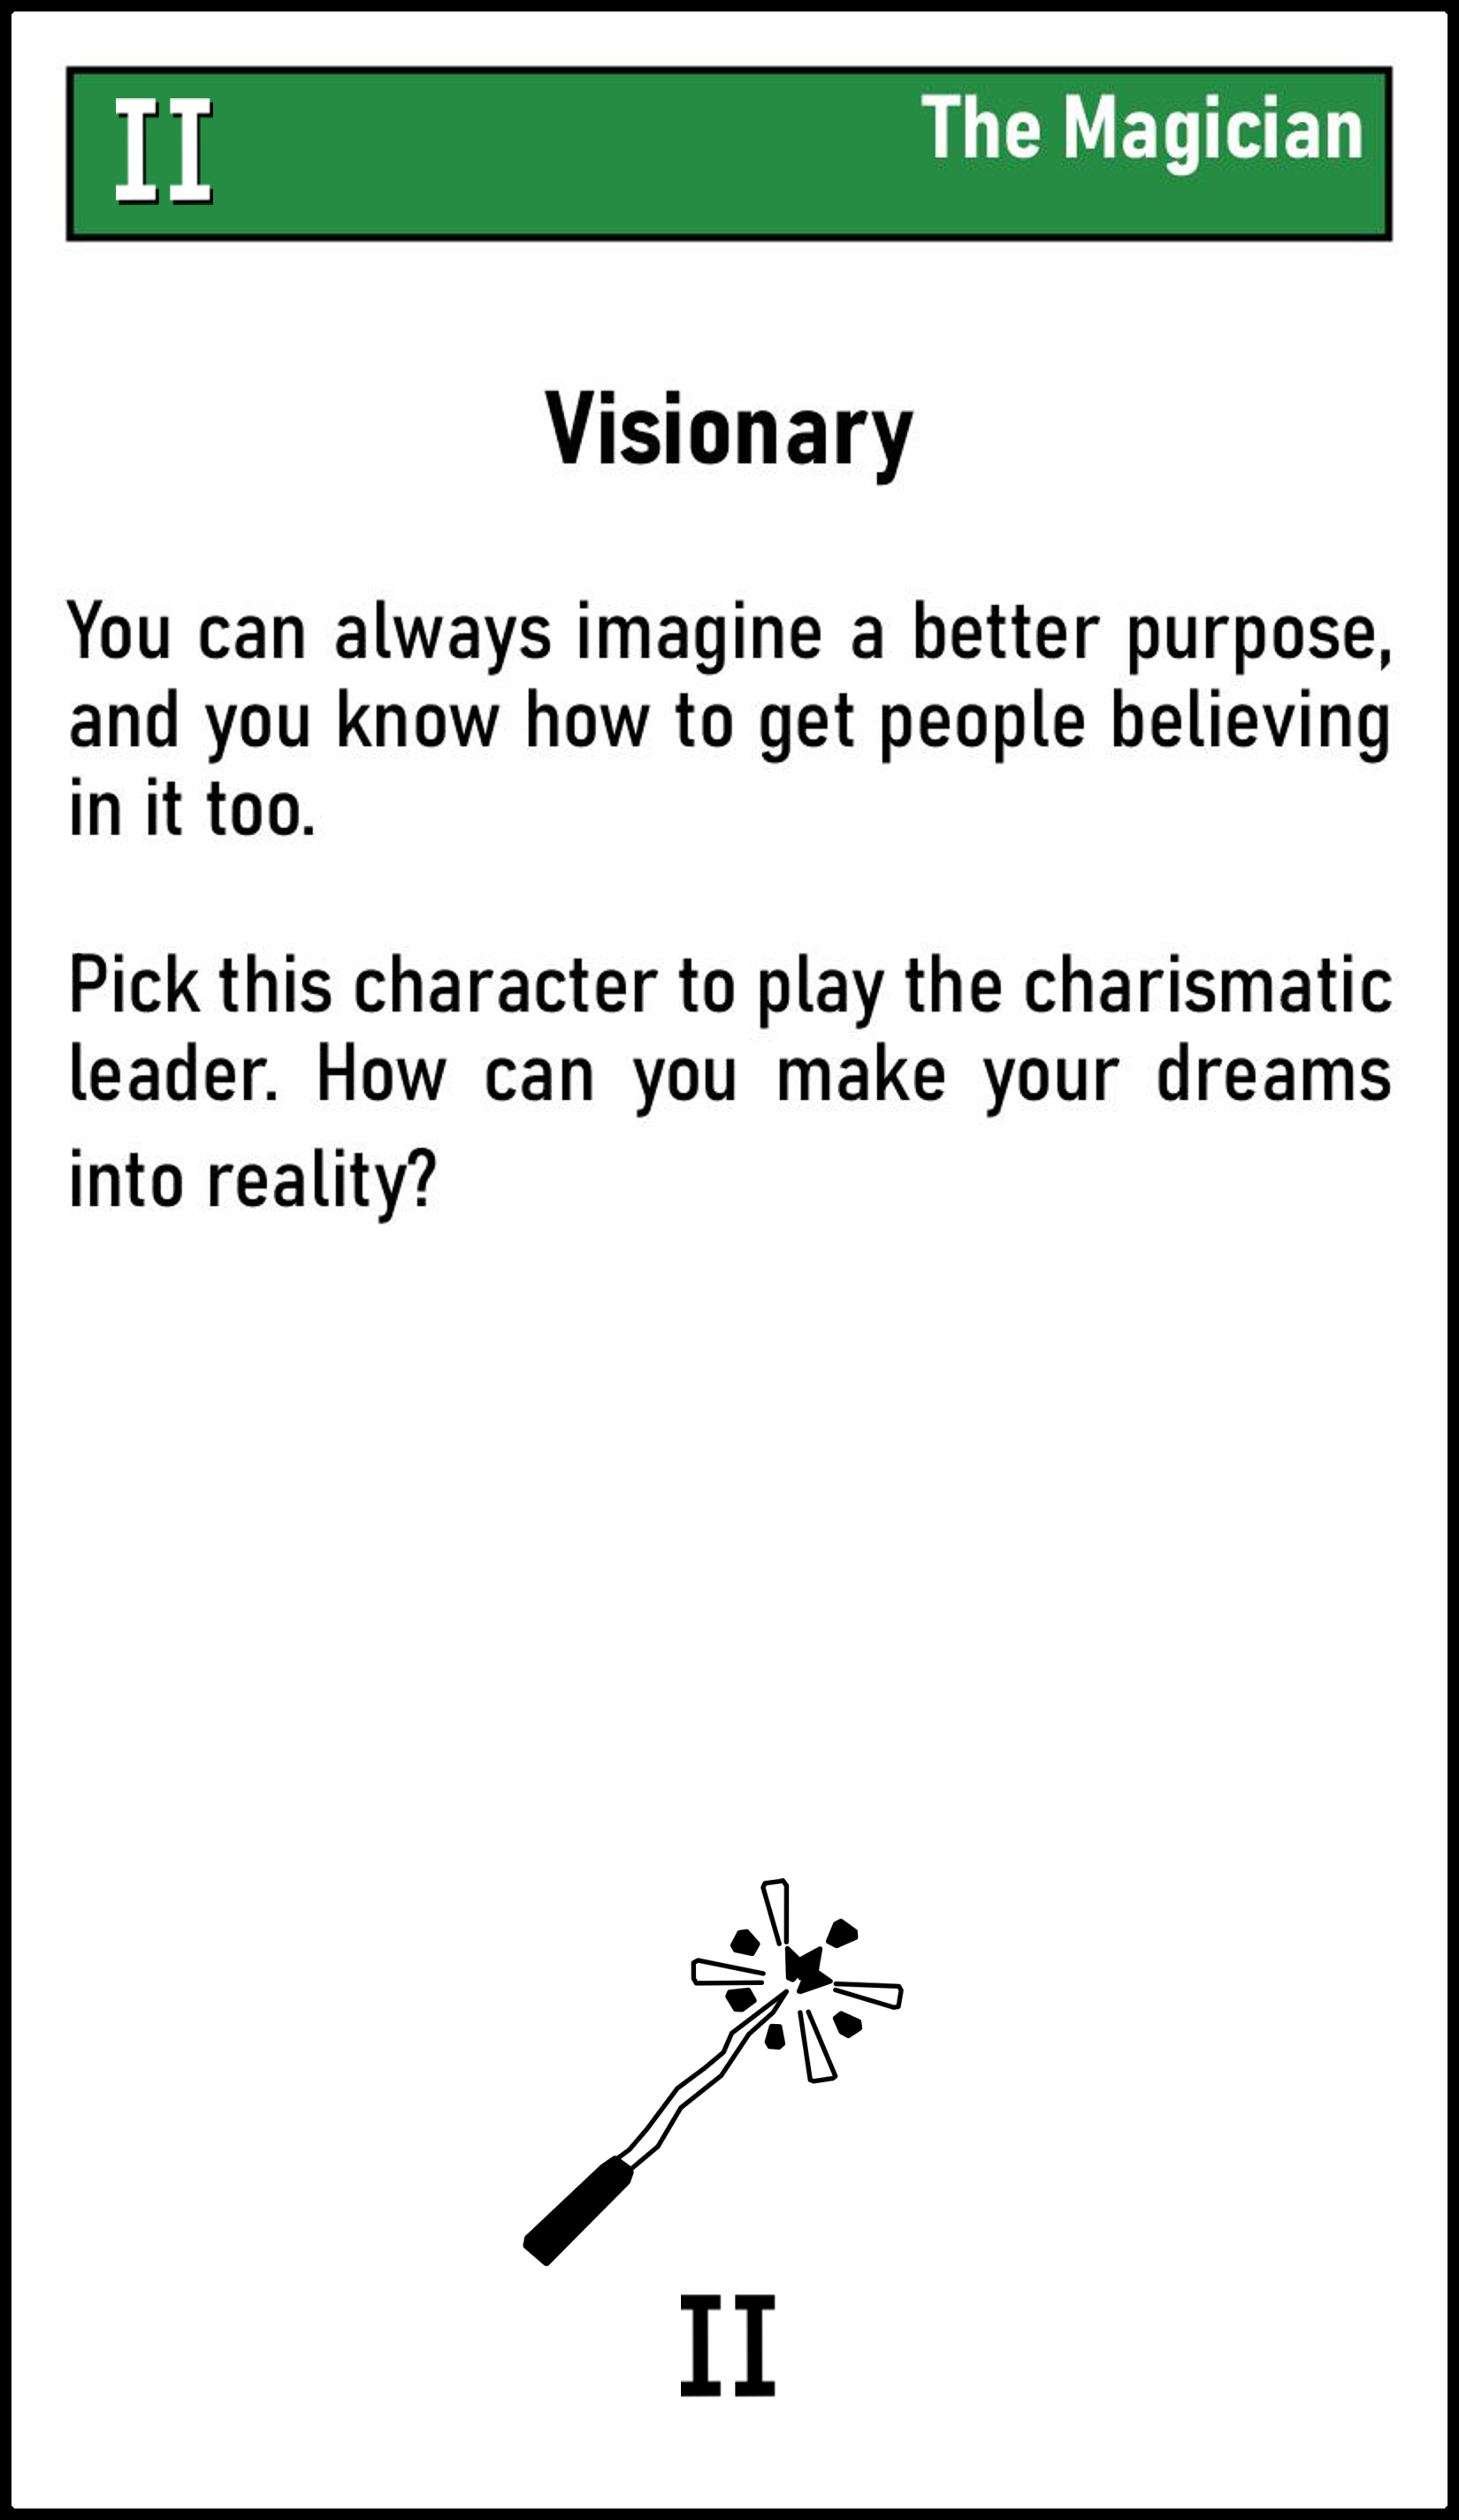 II
The Magician
Visionary
You can always imagine a better purpose,
and you know how to get people believing
in it too.
Pick this character to play the charismatic
leader. How can you make your dreams
into reality?
II